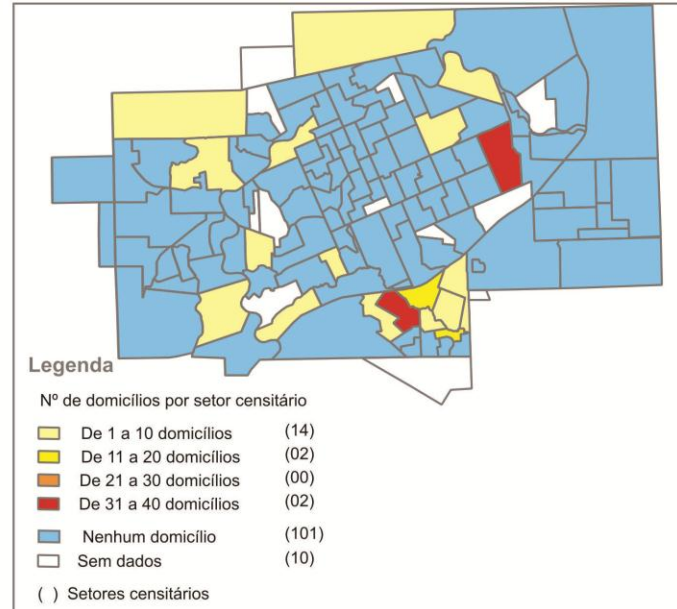 Legenda
Nº de domicílios por setor censitário
De 1 a 10 domicílios (14)
De 11 a 20 domicílios (02)
De 21 a 30 domicílios (00)
De 31 a 40 domicílios (02)
Nenhum domicílio (101)
Sem dados (10)
( ) Setores censitários